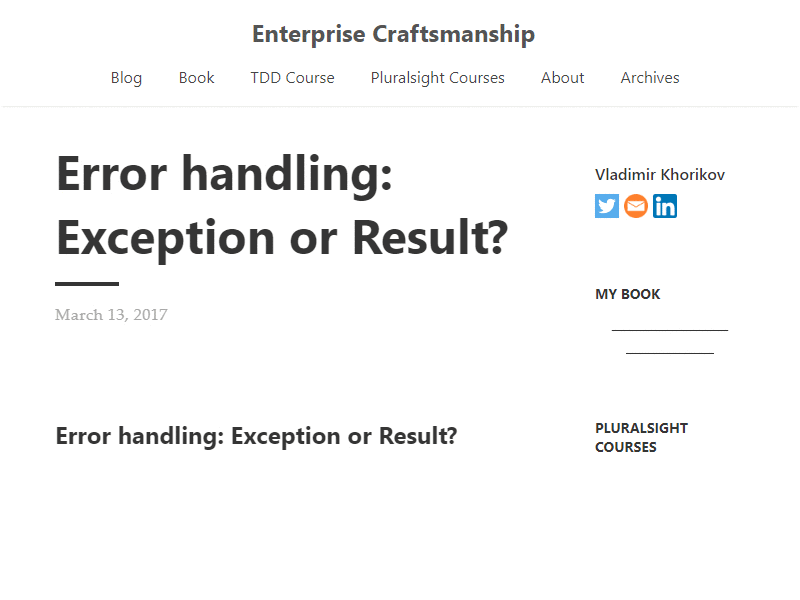 Enterprise Craftsmanship
Blog Book TDD Course Pluralsight Courses About Archives
Error handling:
Exception or Result?
March 13, 2017
Error handling: Exception or Result?
Vladimir Khorikov
in
MY BOOK
PLURALSIGHT
COURSES